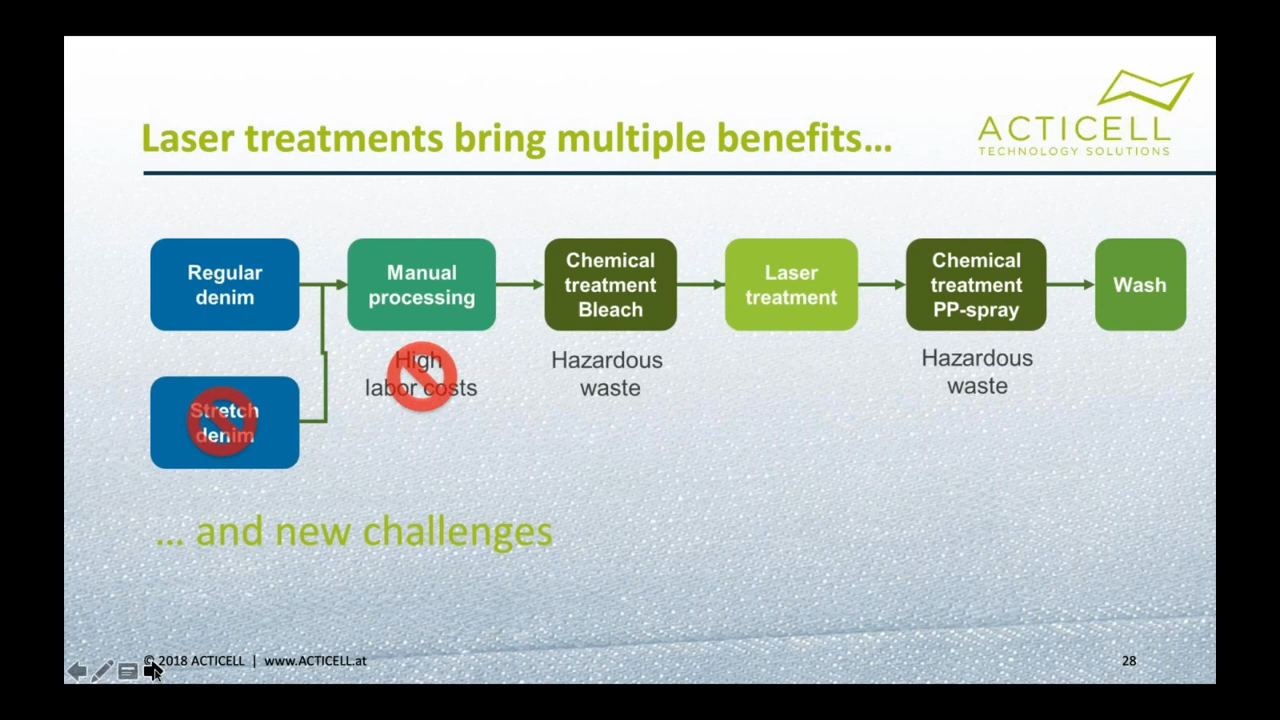 Laser treatments bring multiple benefits…
ACTICELL
TECHNOLOGY SOLUTIONS
Regular
denim
Manual
processing
Chemical
treatment
Bleach
Laser
treatment
Chemical
treatment
PP-spray
Wash
High
labor costs
Hazardous
waste
Hazardous
waste
Stretch
denim
... and new challenges
© 2018 ACTICELL | www.ACTICELL.at
28